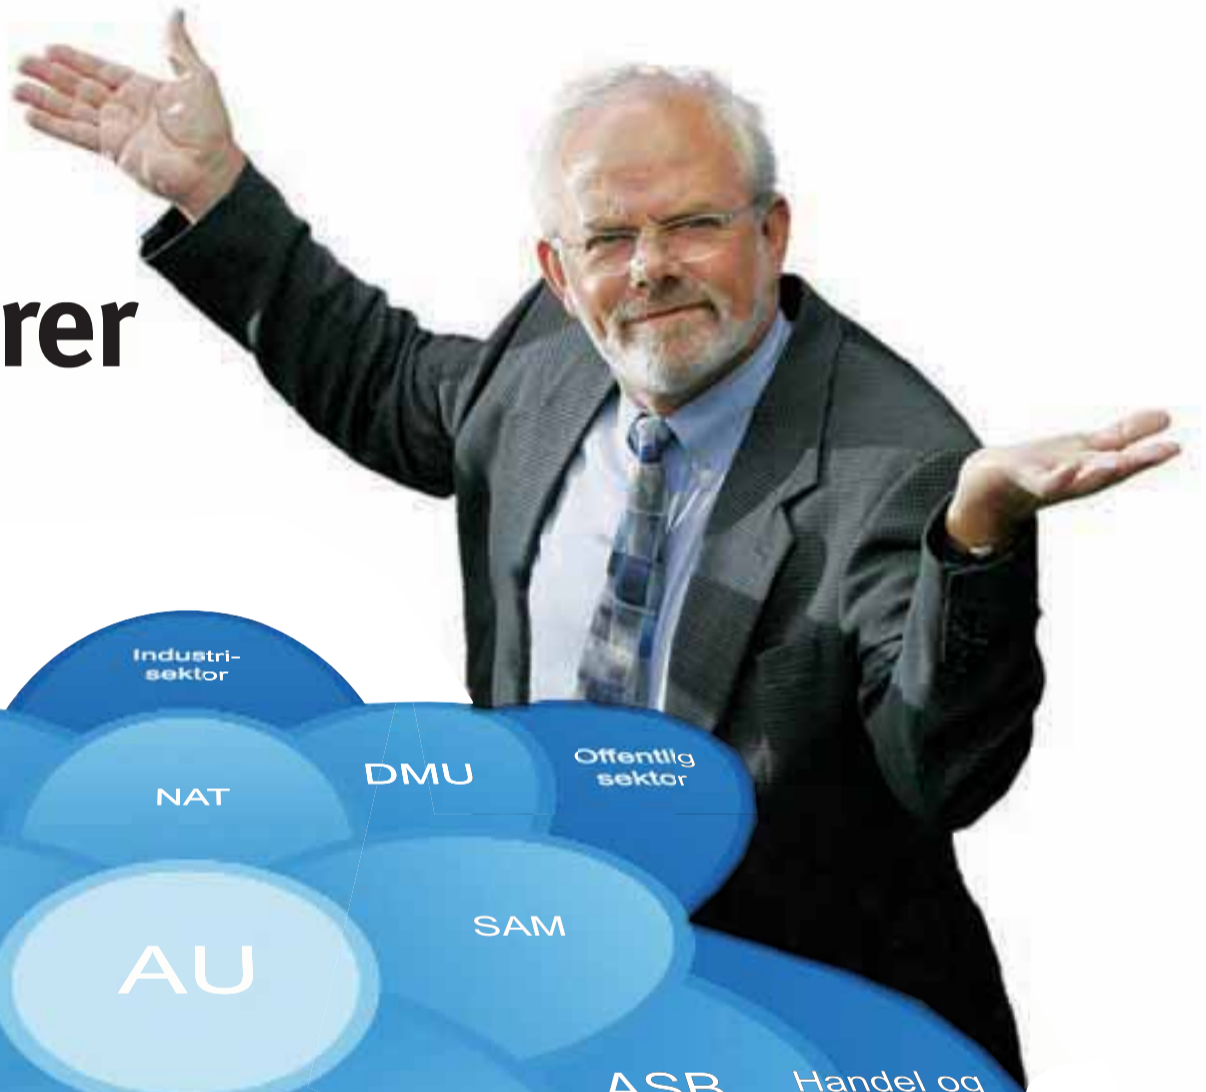 rer
Industri-
sektor
DMU
Offentlig
sektor
NAT
SAM
AU
ASB
Handel og